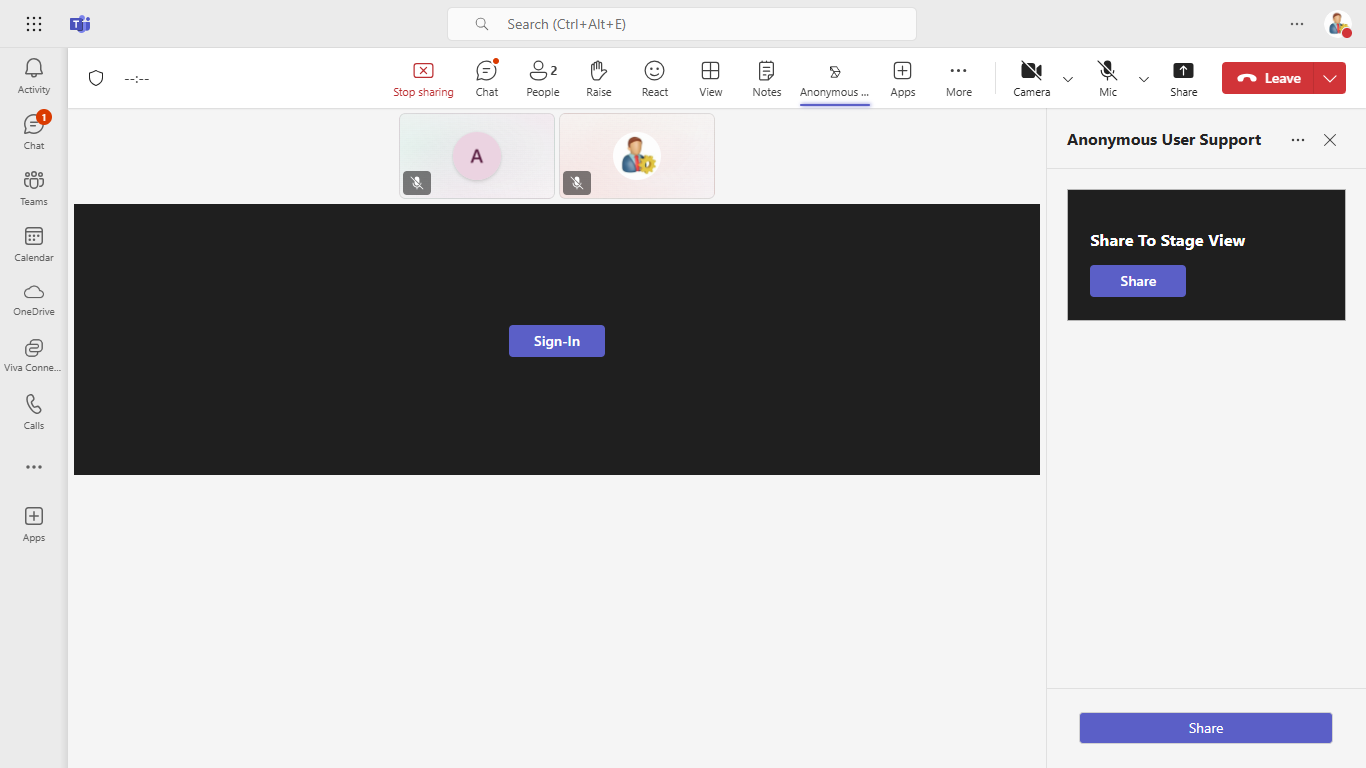 Search (Ctrl+Alt+E)
Activity
1
Chat
Teams
Calendar
OneDrive
Viva Conne...
Calls
Apps
--:--
Stop sharing
Chat
2
People
Raise
React
View
Notes
Anonymous ...
Apps
More
Camera
Mic
Share
Leave
A
Sign-In
Anonymous User Support
Share To Stage View
Share
Share